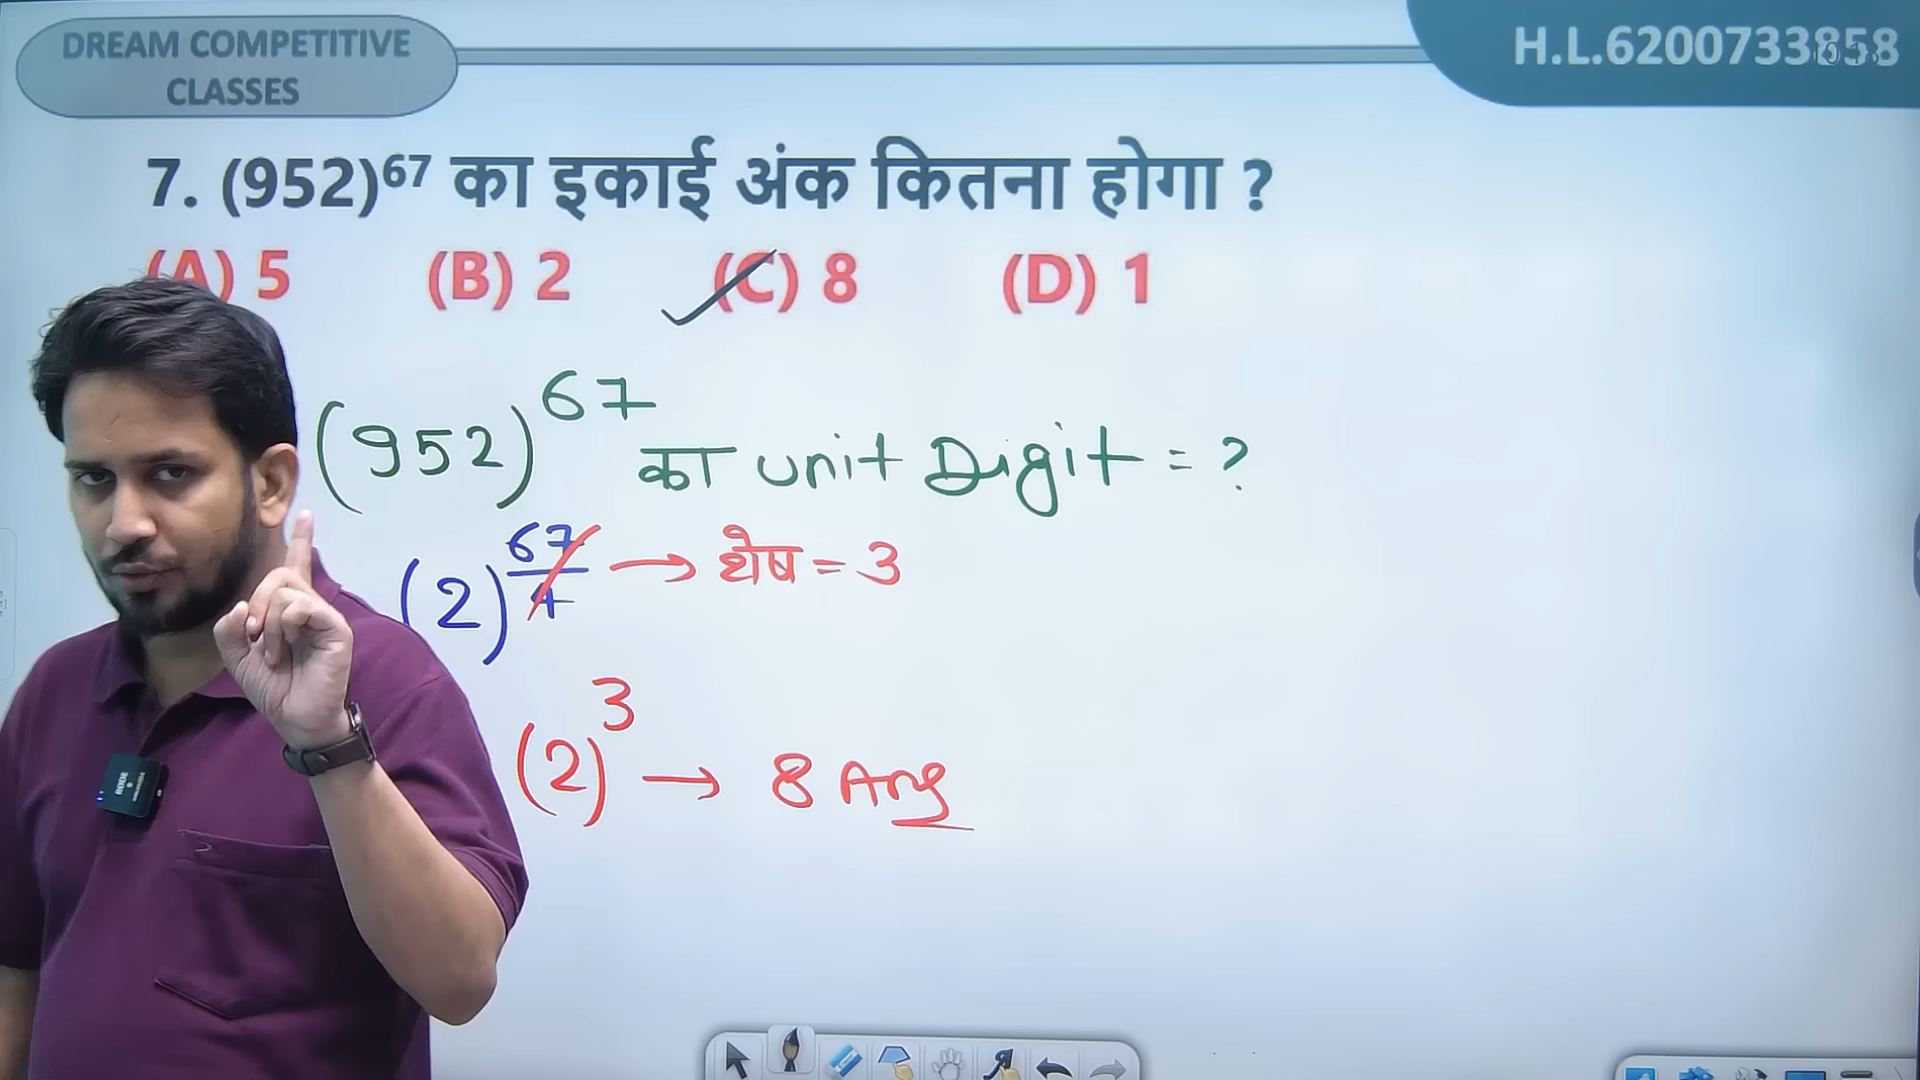 DREAM COMPETITIVE
CLASSES
H.L.6200733858
7. (952)⁶⁷ का इकाई अंक कितना होगा ?
(A) 5 (B) 2 (C) 8 (D) 1
(952)⁶⁷ का unit Digit = ?
(2)^67/4 → शेष = 3
(2)³ → 8 Ans
RODE